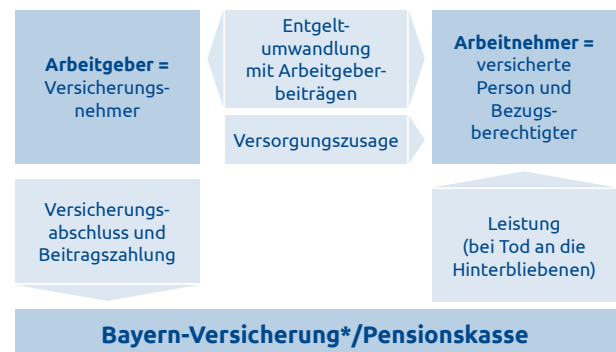 Arbeitgeber =
Versicherungs-
nehmer
Entgelt-
umwandlung
mit Arbeitgeber-
beiträgen
Versorgungszusage
Arbeitnehmer =
versicherte
Person und
Bezugs-
berechtigter
Versicherungs-
abschluss und
Beitragszahlung
Leistung
(bei Tod an die
Hinterbliebenen)
Bayern-Versicherung*/Pensionskasse